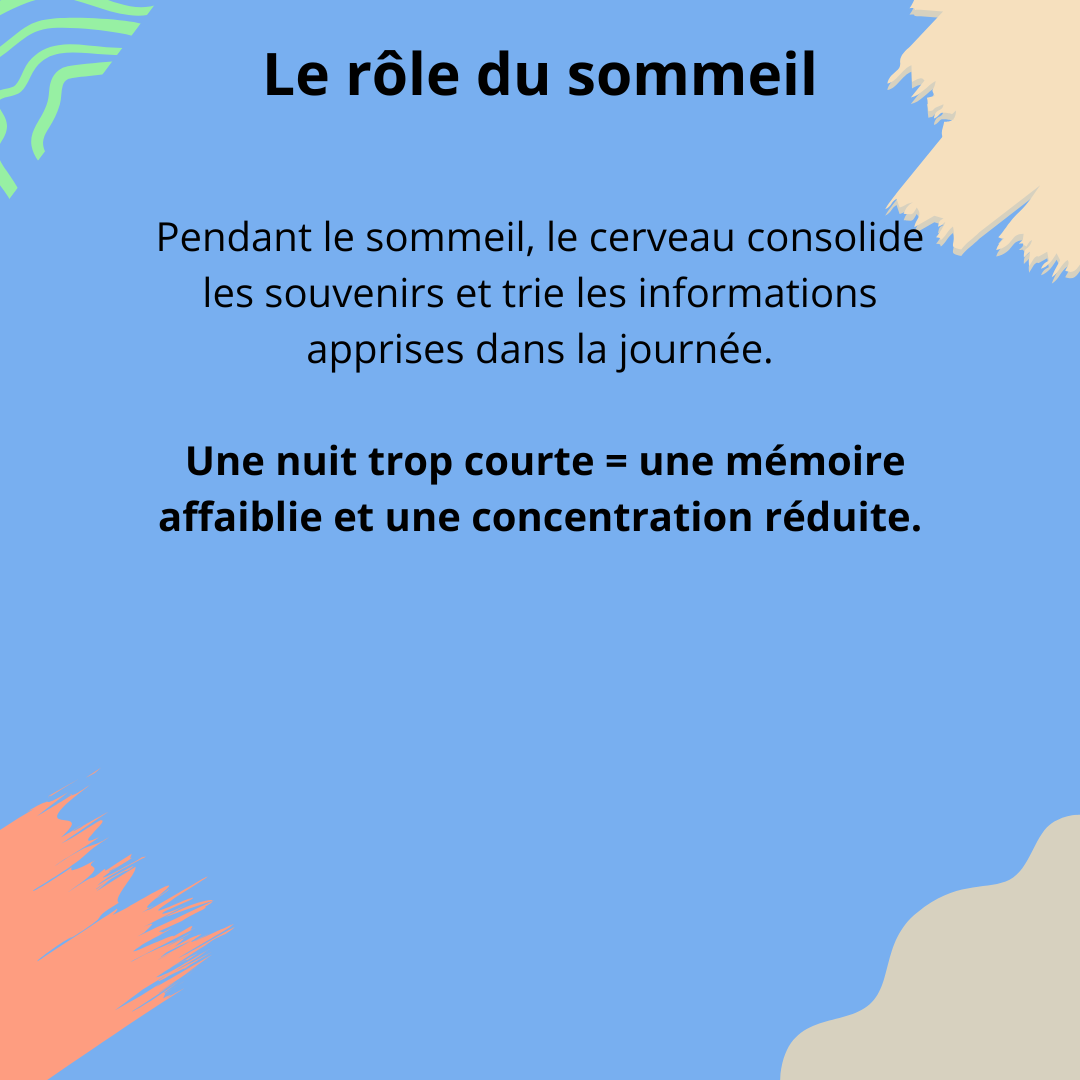 Le rôle du sommeil
Pendant le sommeil, le cerveau consolide
les souvenirs et trie les informations
apprises dans la journée.
Une nuit trop courte = une mémoire
affaiblie et une concentration réduite.